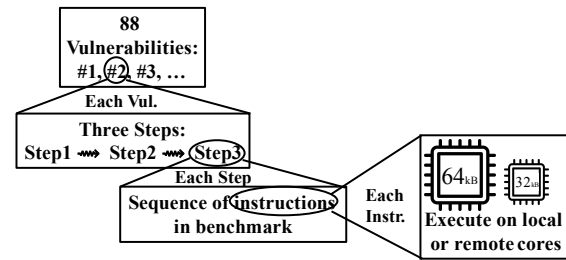 88
Vulnerabilities:
#1, #2, #3, …
Each Vul.
Three Steps:
Step1 ⟿ Step2 ⟿ Step3
Each Step
Sequence of instructions
in benchmark
Each
Instr.
64kB
32kB
Execute on local
or remote cores